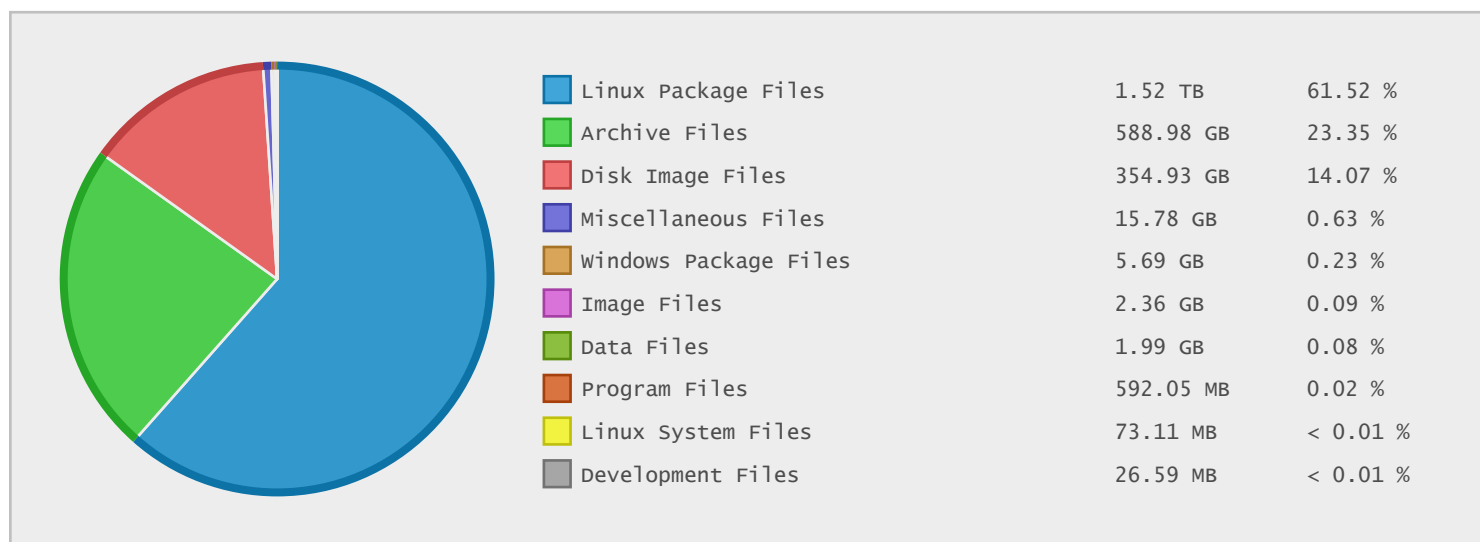 Linux Package Files 1.52 TB 61.52 %
Archive Files 588.98 GB 23.35 %
Disk Image Files 354.93 GB 14.07 %
Miscellaneous Files 15.78 GB 0.63 %
Windows Package Files 5.69 GB 0.23 %
Image Files 2.36 GB 0.09 %
Data Files 1.99 GB 0.08 %
Program Files 592.05 MB 0.02 %
Linux System Files 73.11 MB < 0.01 %
Development Files 26.59 MB < 0.01 %